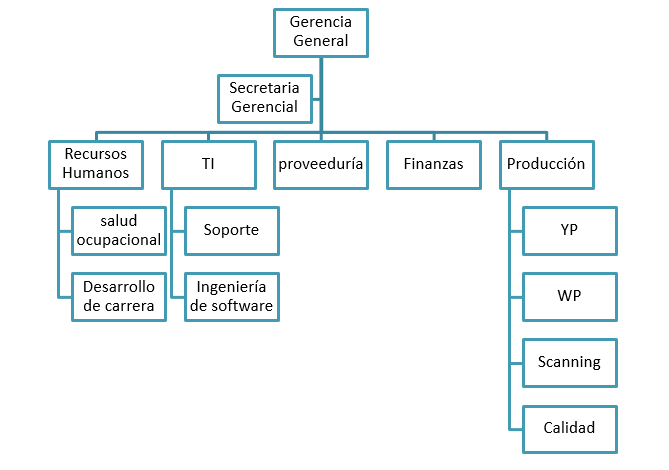 Gerencia
General
Secretaria
Gerencial
Recursos
Humanos
TI
proveeduría
Finanzas
Producción
salud
ocupacional
Soporte
YP
Desarrollo
de carrera
Ingeniería
de software
WP
Scanning
Calidad